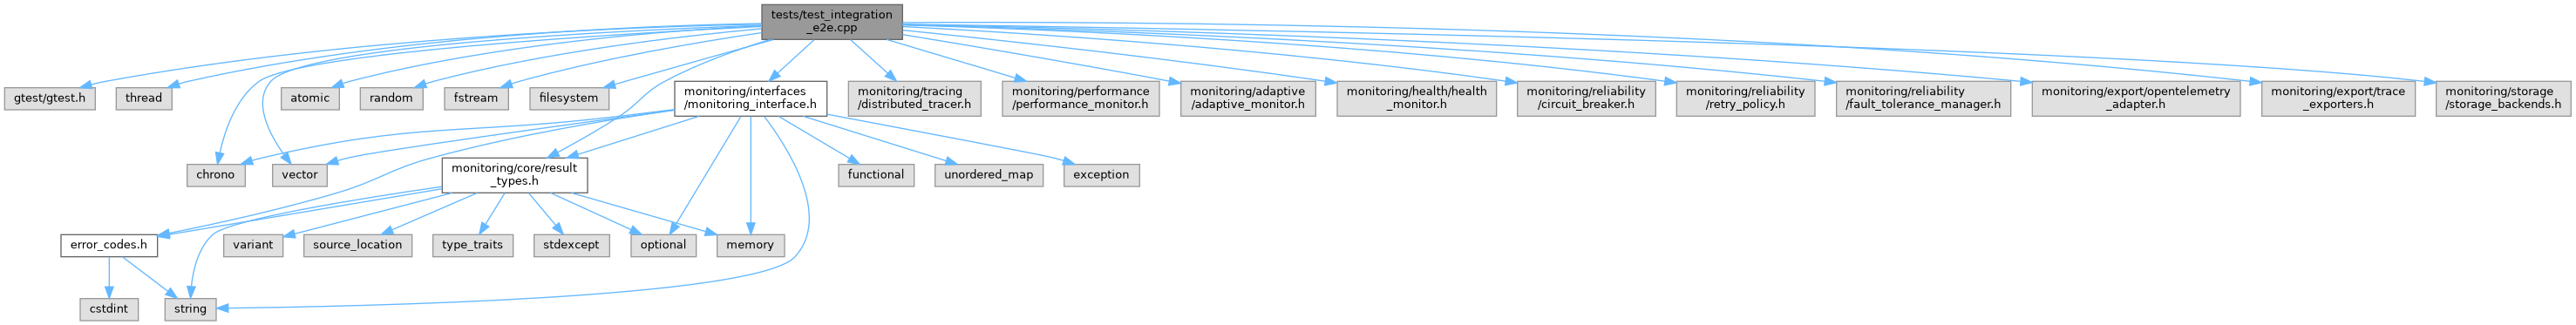 tests/test_integration
_e2e.cpp
gtest/gtest.h
thread
atomic
random
fstream
filesystem
monitoring/interfaces
/monitoring_interface.h
monitoring/tracing
/distributed_tracer.h
monitoring/performance
/performance_monitor.h
monitoring/adaptive
/adaptive_monitor.h
monitoring/health/health
_monitor.h
monitoring/reliability
/circuit_breaker.h
monitoring/reliability
/retry_policy.h
monitoring/reliability
/fault_tolerance_manager.h
monitoring/export/opentelemetry
_adapter.h
monitoring/export/trace
_exporters.h
monitoring/storage
/storage_backends.h
chrono
vector
monitoring/core/result
_types.h
functional
unordered_map
exception
error_codes.h
variant
source_location
type_traits
stdexcept
optional
memory
cstdint
string